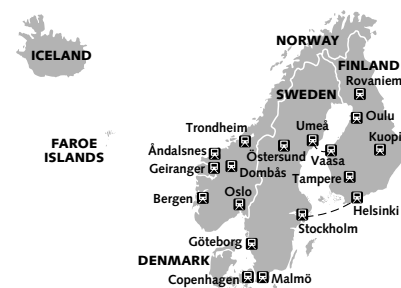 NORWAY
ICELAND
FINLAND
Rovaniem
SWEDEN
Oulu
Umeå
Trondheim
Kuopi
FAROE
ISLANDS
Åndalsnes
Östersund
Vaasa
Geiranger
Dombås
Tampere
Bergen
Oslo
Helsinki
Stockholm
Göteborg
DENMARK
Copenhagen
Malmö